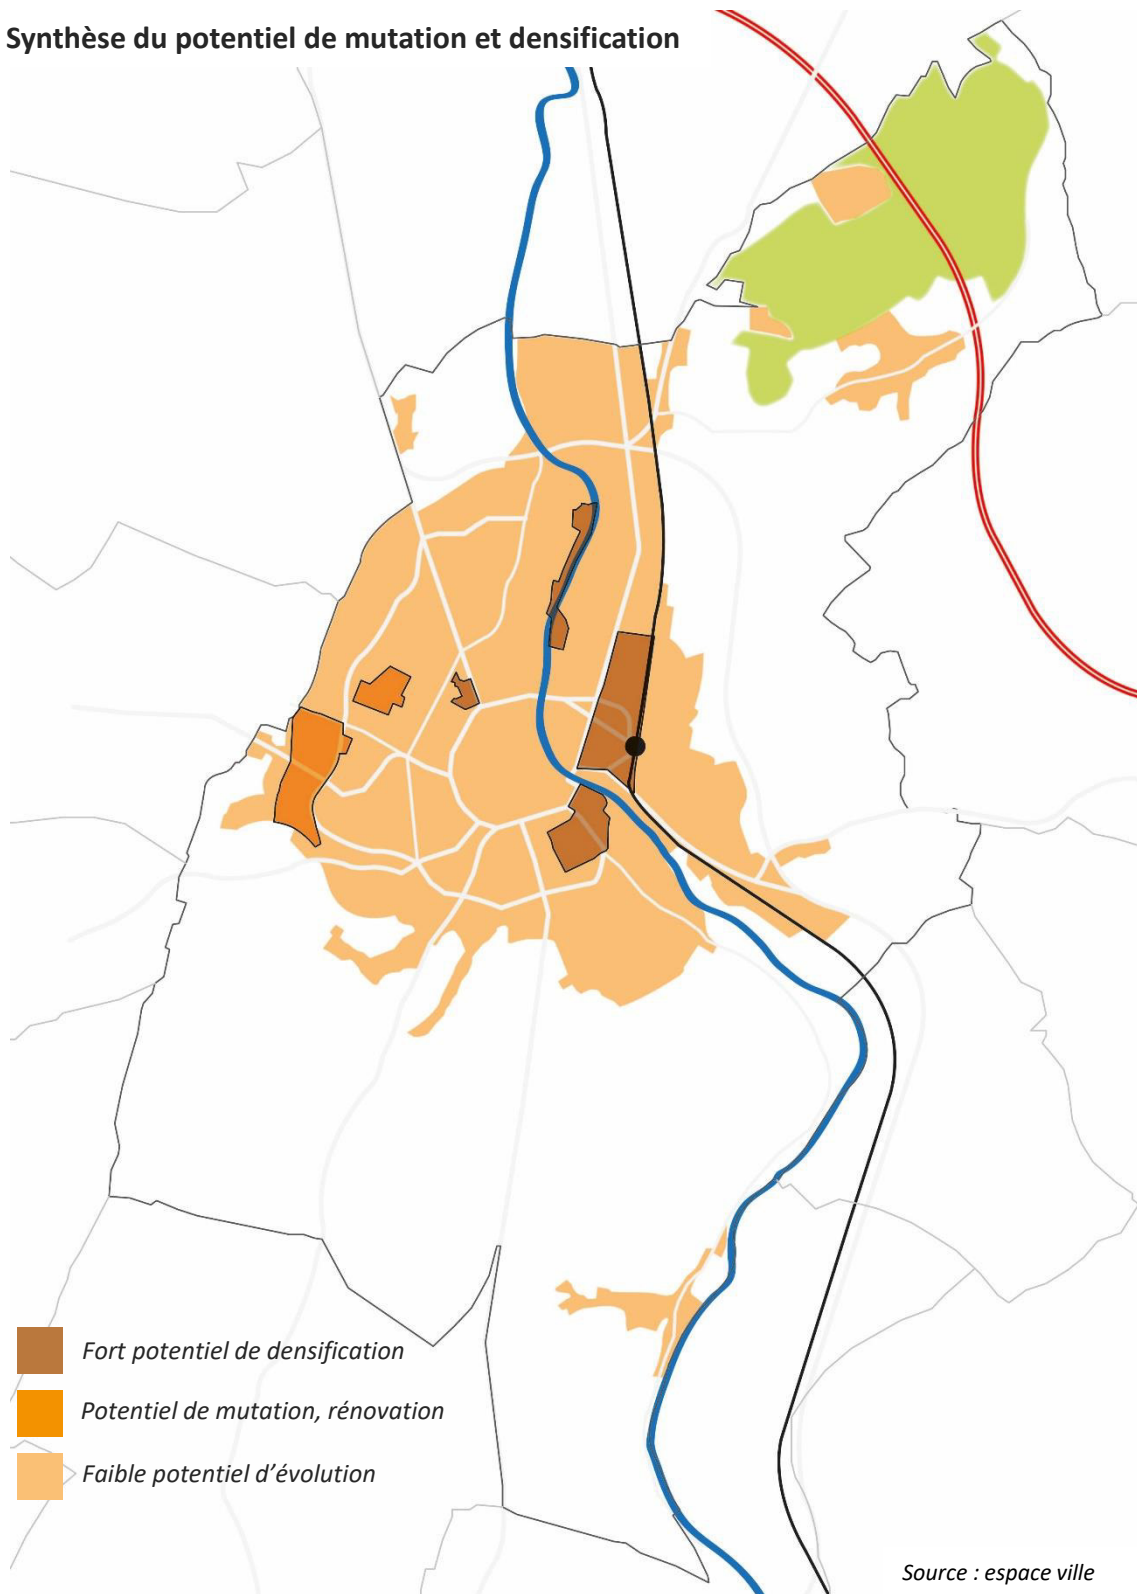 Synthèse du potentiel de mutation et densification
Fort potentiel de densification
Potentiel de mutation, rénovation
Faible potentiel d’évolution
Source : espace ville